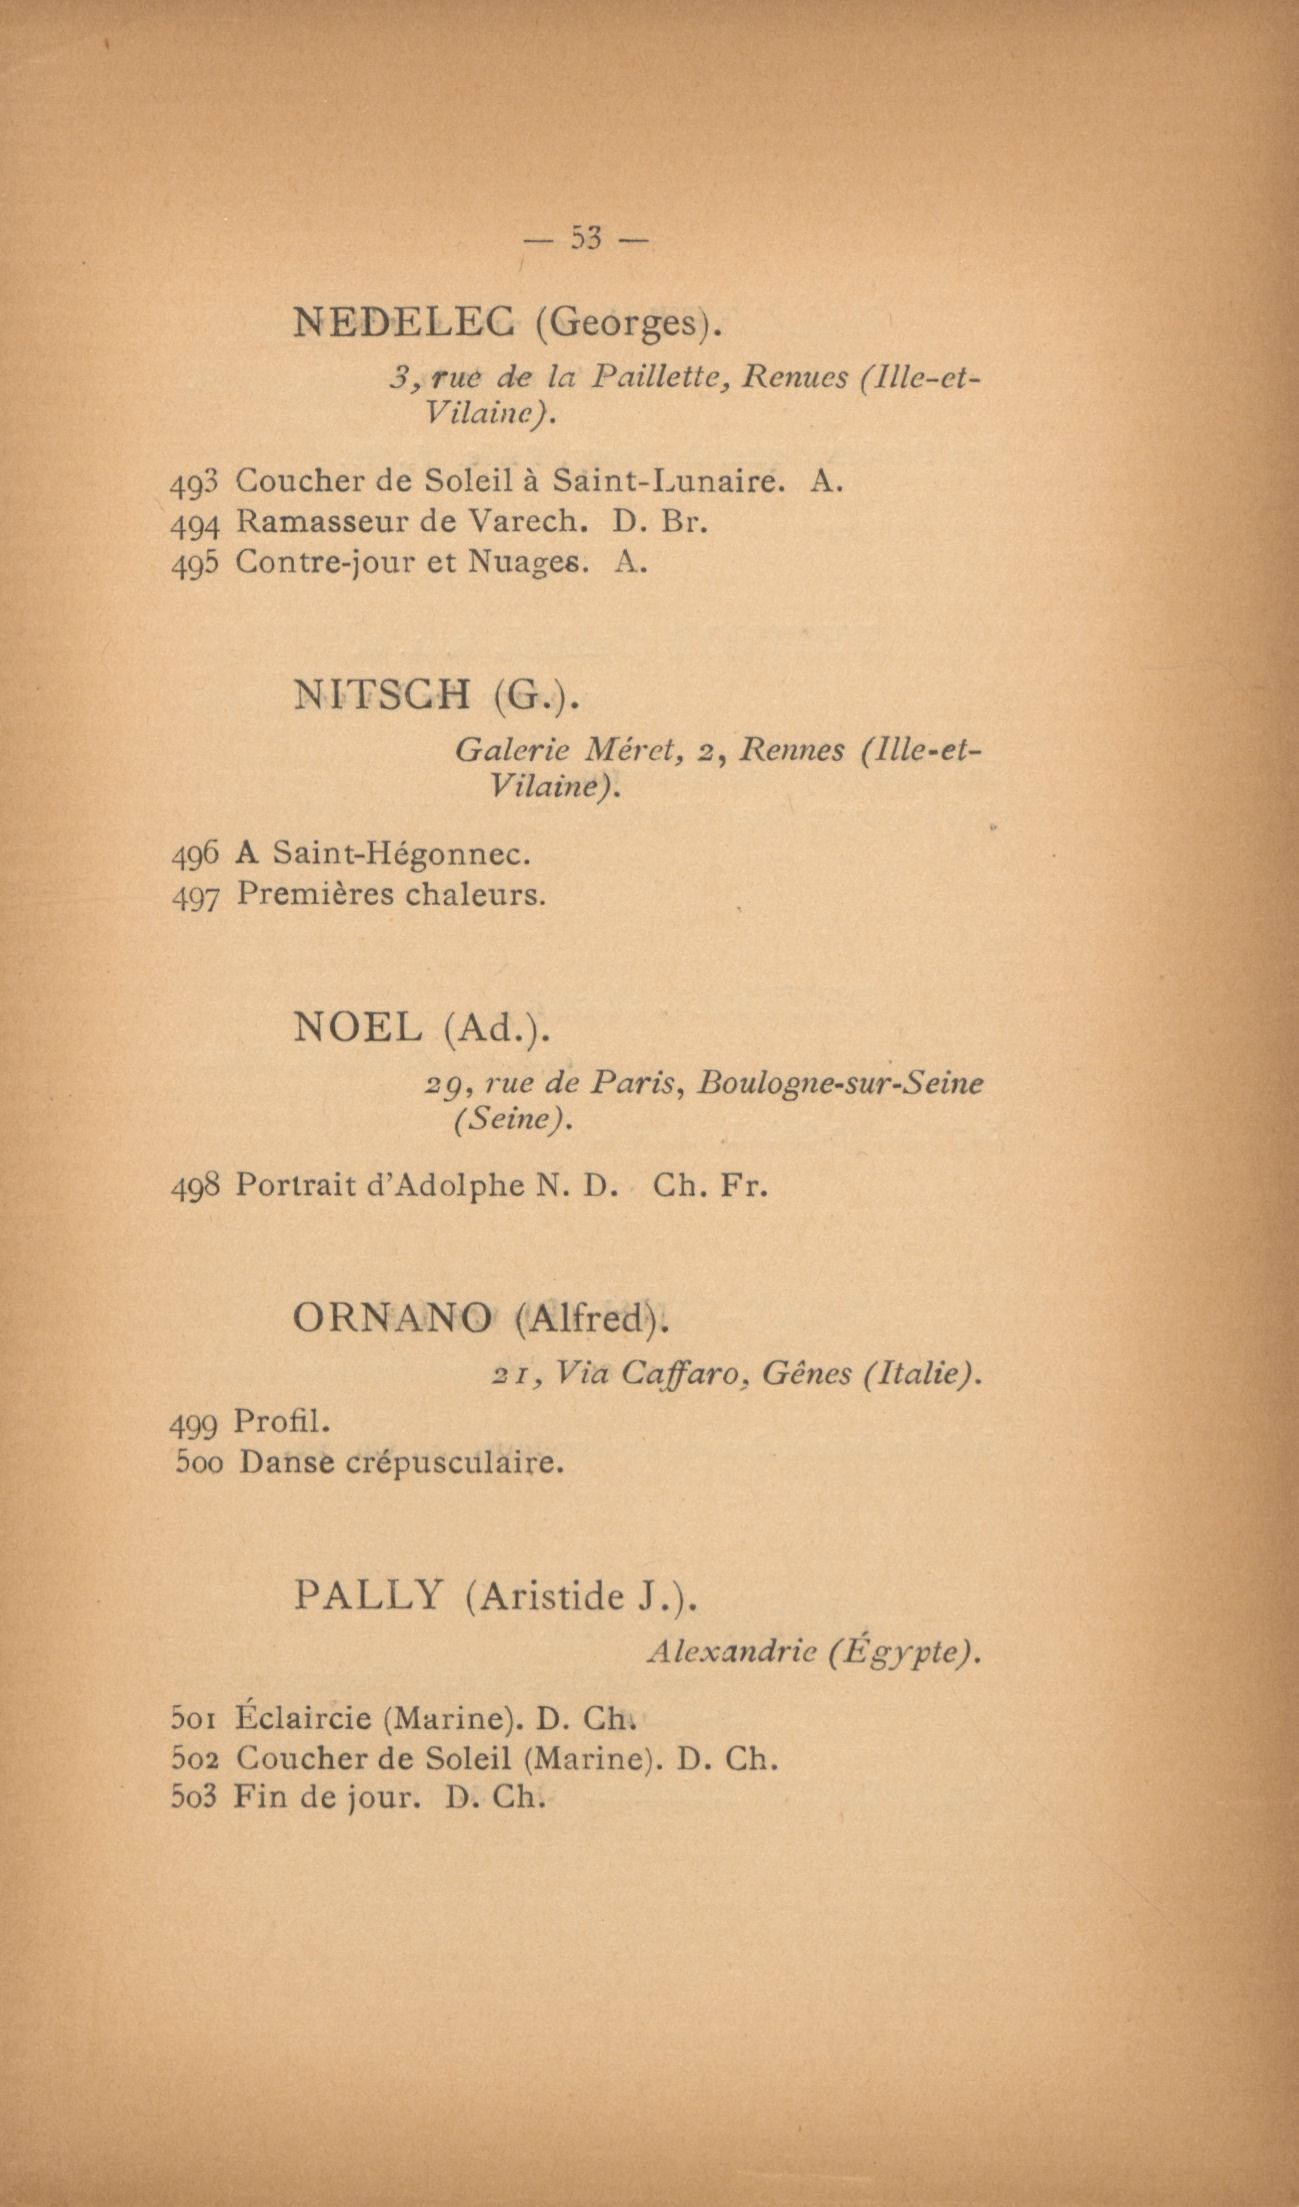 — 53 —
NEDELEC (Georges).
3, rue de la Paillette, Renues (Ille-et-
Vilaine).
493 Coucher de Soleil à Saint-Lunaire. A.
494 Ramasseur de Varech. D. Br.
495 Contre-jour et Nuages. A.
NITSCH (G.).
Galerie Méret, 2, Rennes (Ille-et-
Vilaine).
496 A Saint-Hégonnec.
497 Premières chaleurs.
NOEL (Ad.).
29, rue de Paris, Boulogne-sur-Seine
(Seine).
498 Portrait d'Adolphe N. D. Ch. Fr.
ORNANO (Alfred).
21, Via Caffaro, Gênes (Italie).
499 Profil.
500 Danse crépusculaire.
PALLY (Aristide J.).
Alexandrie (Égypte).
501 Éclaircie (Marine). D. Ch.
502 Coucher de Soleil (Marine). D. Ch.
503 Fin de jour. D. Ch.